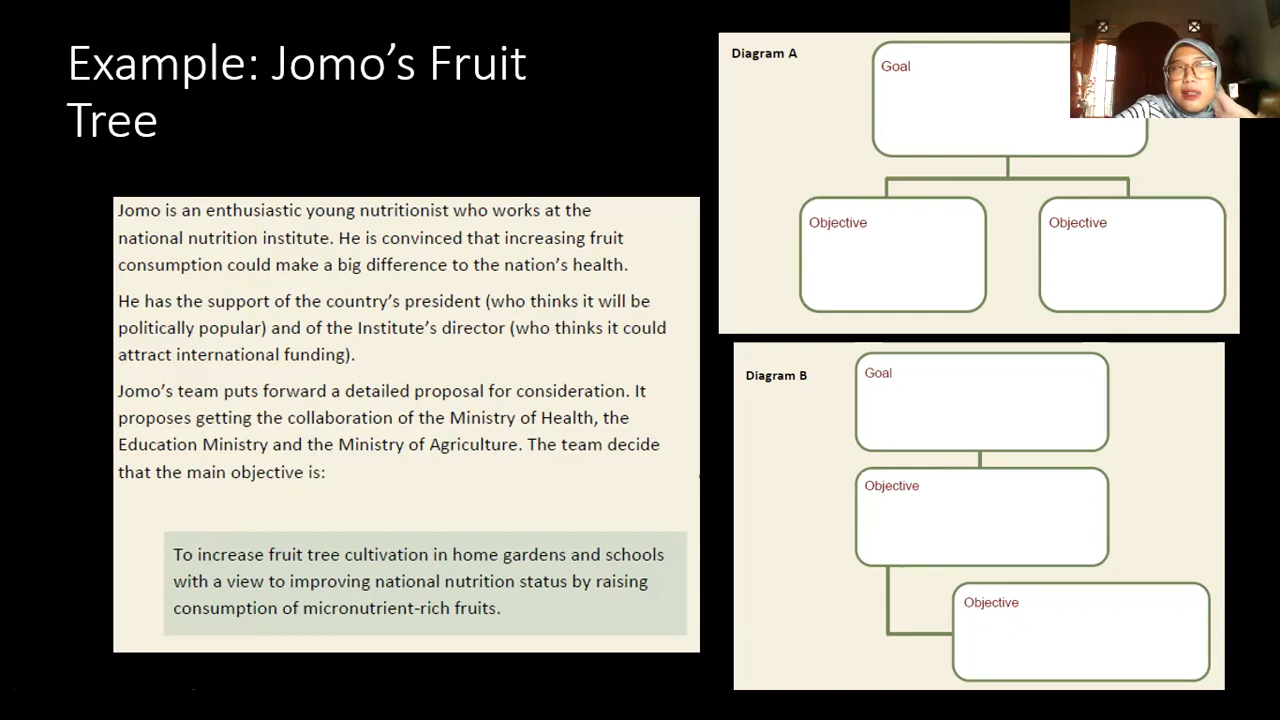 Example: Jomo's Fruit
Tree
Jomo is an enthusiastic young nutritionist who works at the
national nutrition institute. He is convinced that increasing fruit
consumption could make a big difference to the nation's health.
He has the support of the country's president (who thinks it will be
politically popular) and of the Institute's director (who thinks it could
attract international funding).
Jomo's team puts forward a detailed proposal for consideration. It
proposes getting the collaboration of the Ministry of Health, the
Education Ministry and the Ministry of Agriculture. The team decide
that the main objective is:
To increase fruit tree cultivation in home gardens and schools
with a view to improving national nutrition status by raising
consumption of micronutrient-rich fruits.
Diagram A
Goal
Objective
Objective
Diagram B
Goal
Objective
Objective